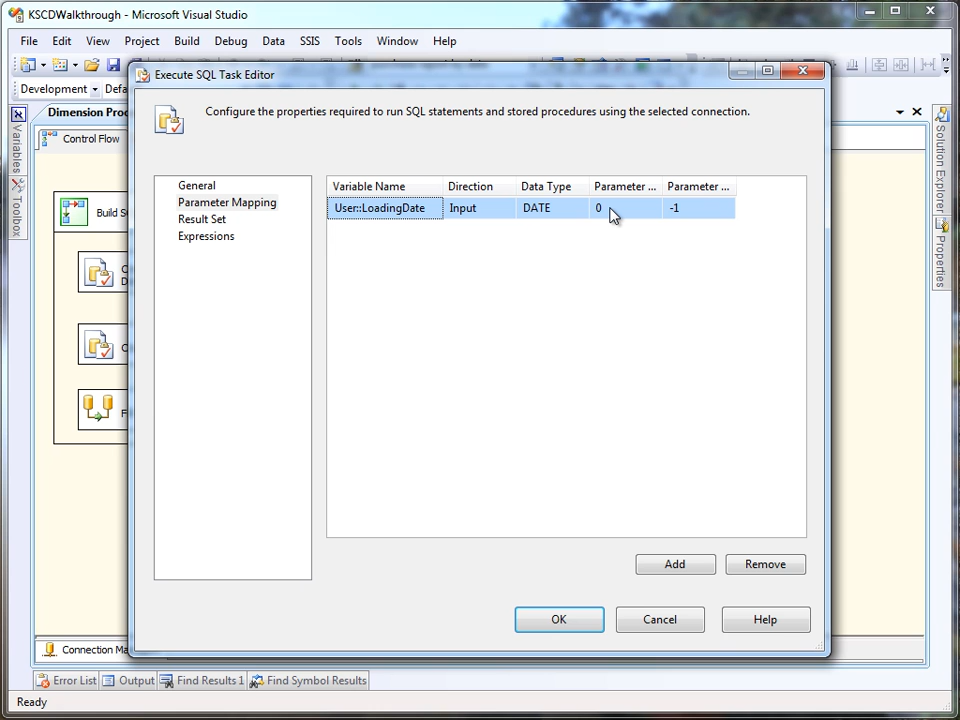 KSCDWalkthrough - Microsoft Visual Studio
File Edit View Project Build Debug Data SSIS Tools Window Help
Execute SQL Task Editor
Development Defa
Dimension Proc
Configure the properties required to run SQL statements and stored procedures using the selected connection.
Control Flow
Variables
Toolbox
Solution Explorer
Properties
General
Parameter Mapping
Result Set
Expressions
Variable Name Direction Data Type Parameter ... Parameter ...
User::LoadingDate Input DATE 0 -1
Build S
C
D
C
F
Add Remove
OK Cancel Help
Connection Ma
Error List Output Find Results 1 Find Symbol Results
Ready